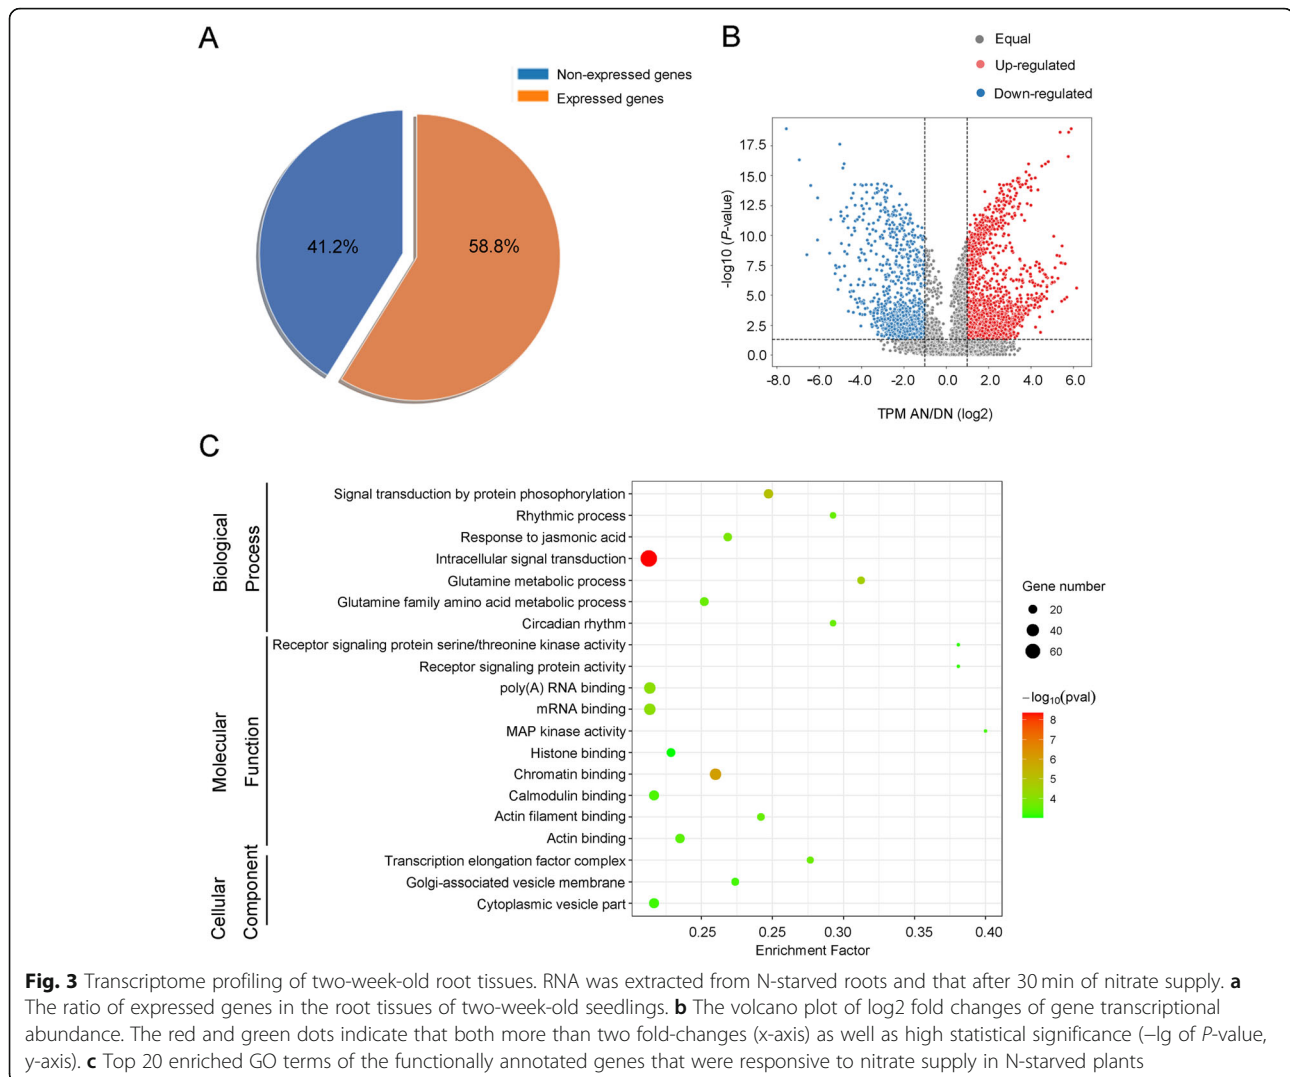 A
Non-expressed genes
Expressed genes
41.2%
58.8%
B
Equal
Up-regulated
Down-regulated
-log10 (P-value)
17.5
15.0
12.5
10.0
7.5
5.0
2.5
0.0
-8.0 -6.0 -4.0 -2.0 0.0 2.0 4.0 6.0
TPM AN/DN (log2)
C
Biological
Process
Signal transduction by protein phosophorylation
Rhythmic process
Response to jasmonic acid
Intracellular signal transduction
Glutamine metabolic process
Glutamine family amino acid metabolic process
Circadian rhythm
Molecular
Function
Receptor signaling protein serine/threonine kinase activity
Receptor signaling protein activity
poly(A) RNA binding
mRNA binding
MAP kinase activity
Histone binding
Chromatin binding
Calmodulin binding
Actin filament binding
Actin binding
Cellular
Component
Transcription elongation factor complex
Golgi-associated vesicle membrane
Cytoplasmic vesicle part
0.25 0.25 0.30 0.35 0.40
Enrichment Factor
Gene number
20
40
60
−log10(pval)
8
7
6
5
4
Fig. 3 Transcriptome profiling of two-week-old root tissues. RNA was extracted from N-starved roots and that after 30 min of nitrate supply. a
The ratio of expressed genes in the root tissues of two-week-old seedlings. b The volcano plot of log2 fold changes of gene transcriptional
abundance. The red and green dots indicate that both more than two fold-changes (x-axis) as well as high statistical significance (−lg of P-value,
y-axis). c Top 20 enriched GO terms of the functionally annotated genes that were responsive to nitrate supply in N-starved plants